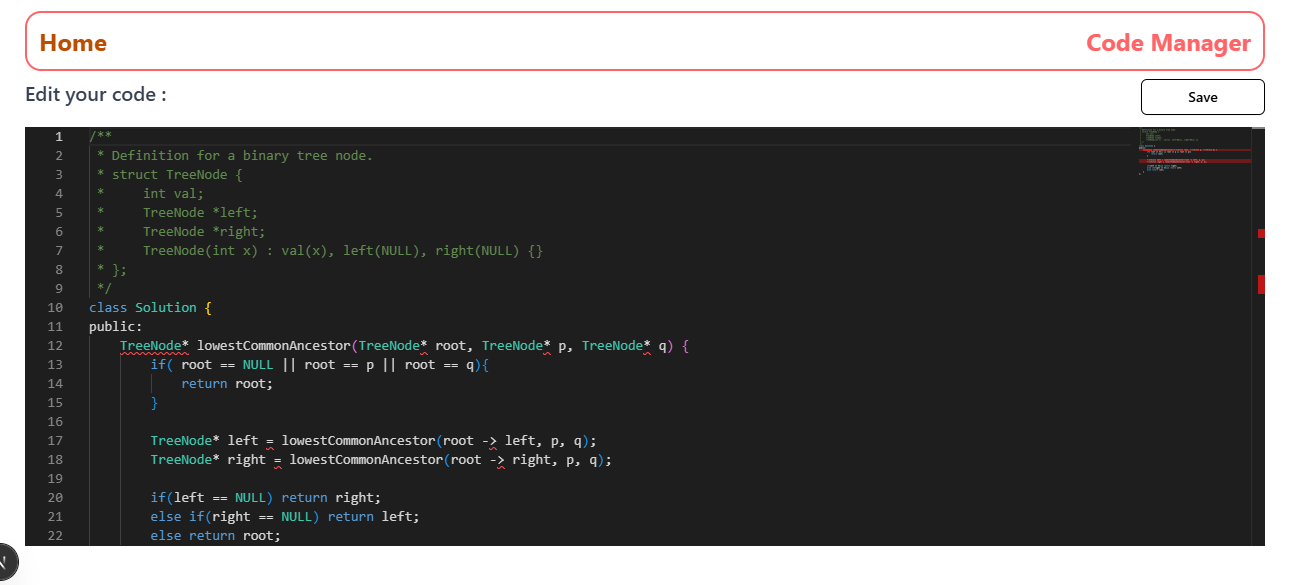 Home
Code Manager
Edit your code :
Save
1 /**
2  * Definition for a binary tree node.
3  * struct TreeNode {
4  *     int val;
5  *     TreeNode *left;
6  *     TreeNode *right;
7  *     TreeNode(int x) : val(x), left(NULL), right(NULL) {}
8  * };
9  */
10 class Solution {
11 public:
12     TreeNode* lowestCommonAncestor(TreeNode* root, TreeNode* p, TreeNode* q) {
13         if( root == NULL || root == p || root == q){
14             return root;
15         }
16
17         TreeNode* left = lowestCommonAncestor(root -> left, p, q);
18         TreeNode* right = lowestCommonAncestor(root -> right, p, q);
19
20         if(left == NULL) return right;
21         else if(right == NULL) return left;
22         else return root;